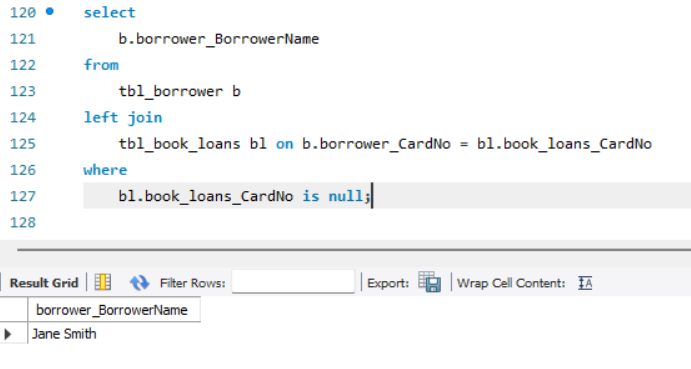 120 select
121 b.borrower_BorrowerName
122 from
123 tbl_borrower b
124 left join
125 tbl_book_loans bl on b.borrower_CardNo = bl.book_loans_CardNo
126 where
127 bl.book_loans_CardNo is null;
128
Result Grid Filter Rows: Export: Wrap Cell Content:
borrower_BorrowerName
Jane Smith